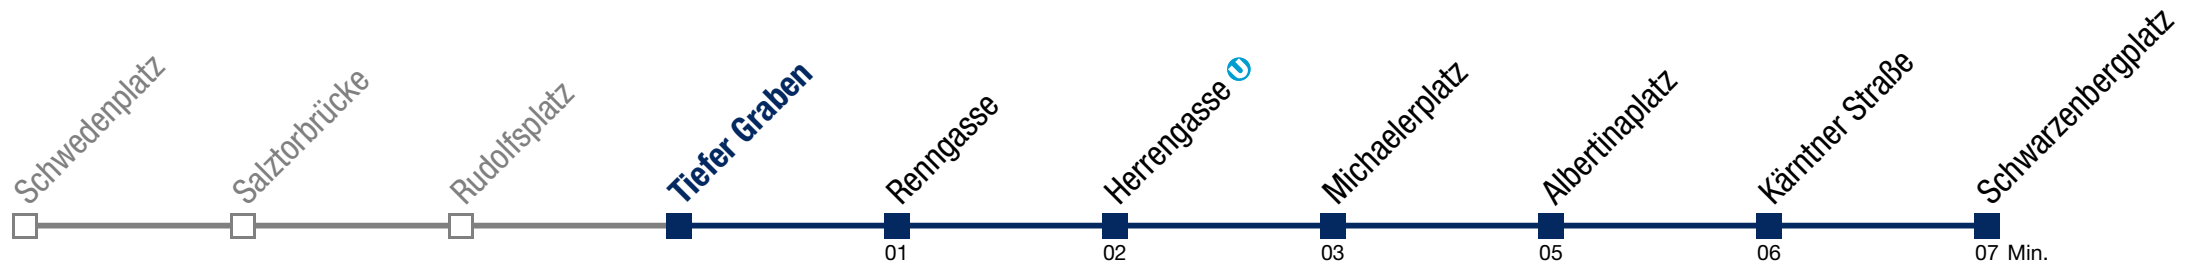 Schwedenplatz
Salztorbrücke
Rudolfsplatz
Tiefer Graben
Renngasse
Herrengasse U
Michaelerplatz
Albertinaplatz
Kärntner Straße
Schwarzenbergplatz
01 02 03 05 06 07 Min.